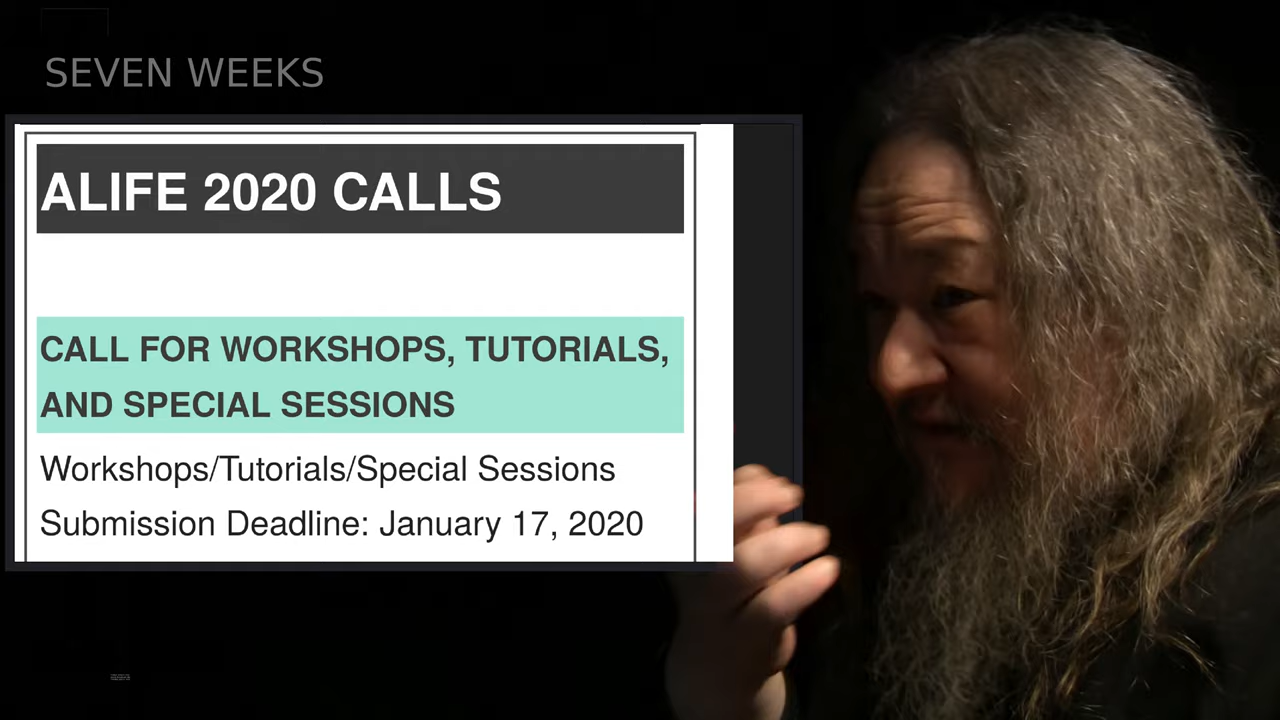 SEVEN WEEKS
ALIFE 2020 CALLS
CALL FOR WORKSHOPS, TUTORIALS,
AND SPECIAL SESSIONS
Workshops/Tutorials/Special Sessions
Submission Deadline: January 17, 2020